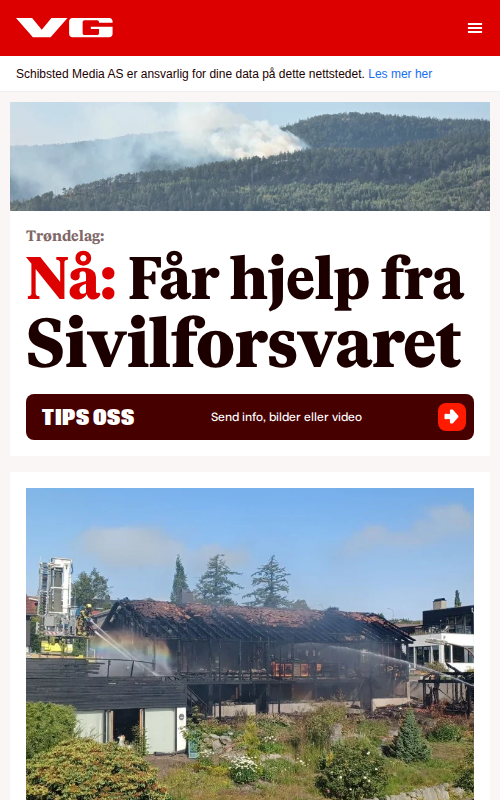 VG
Schibsted Media AS er ansvarlig for dine data på dette nettstedet. Les mer her
Trøndelag:
Nå: Får hjelp fra
Sivilforsvaret
TIPS OSS
Send info, bilder eller video